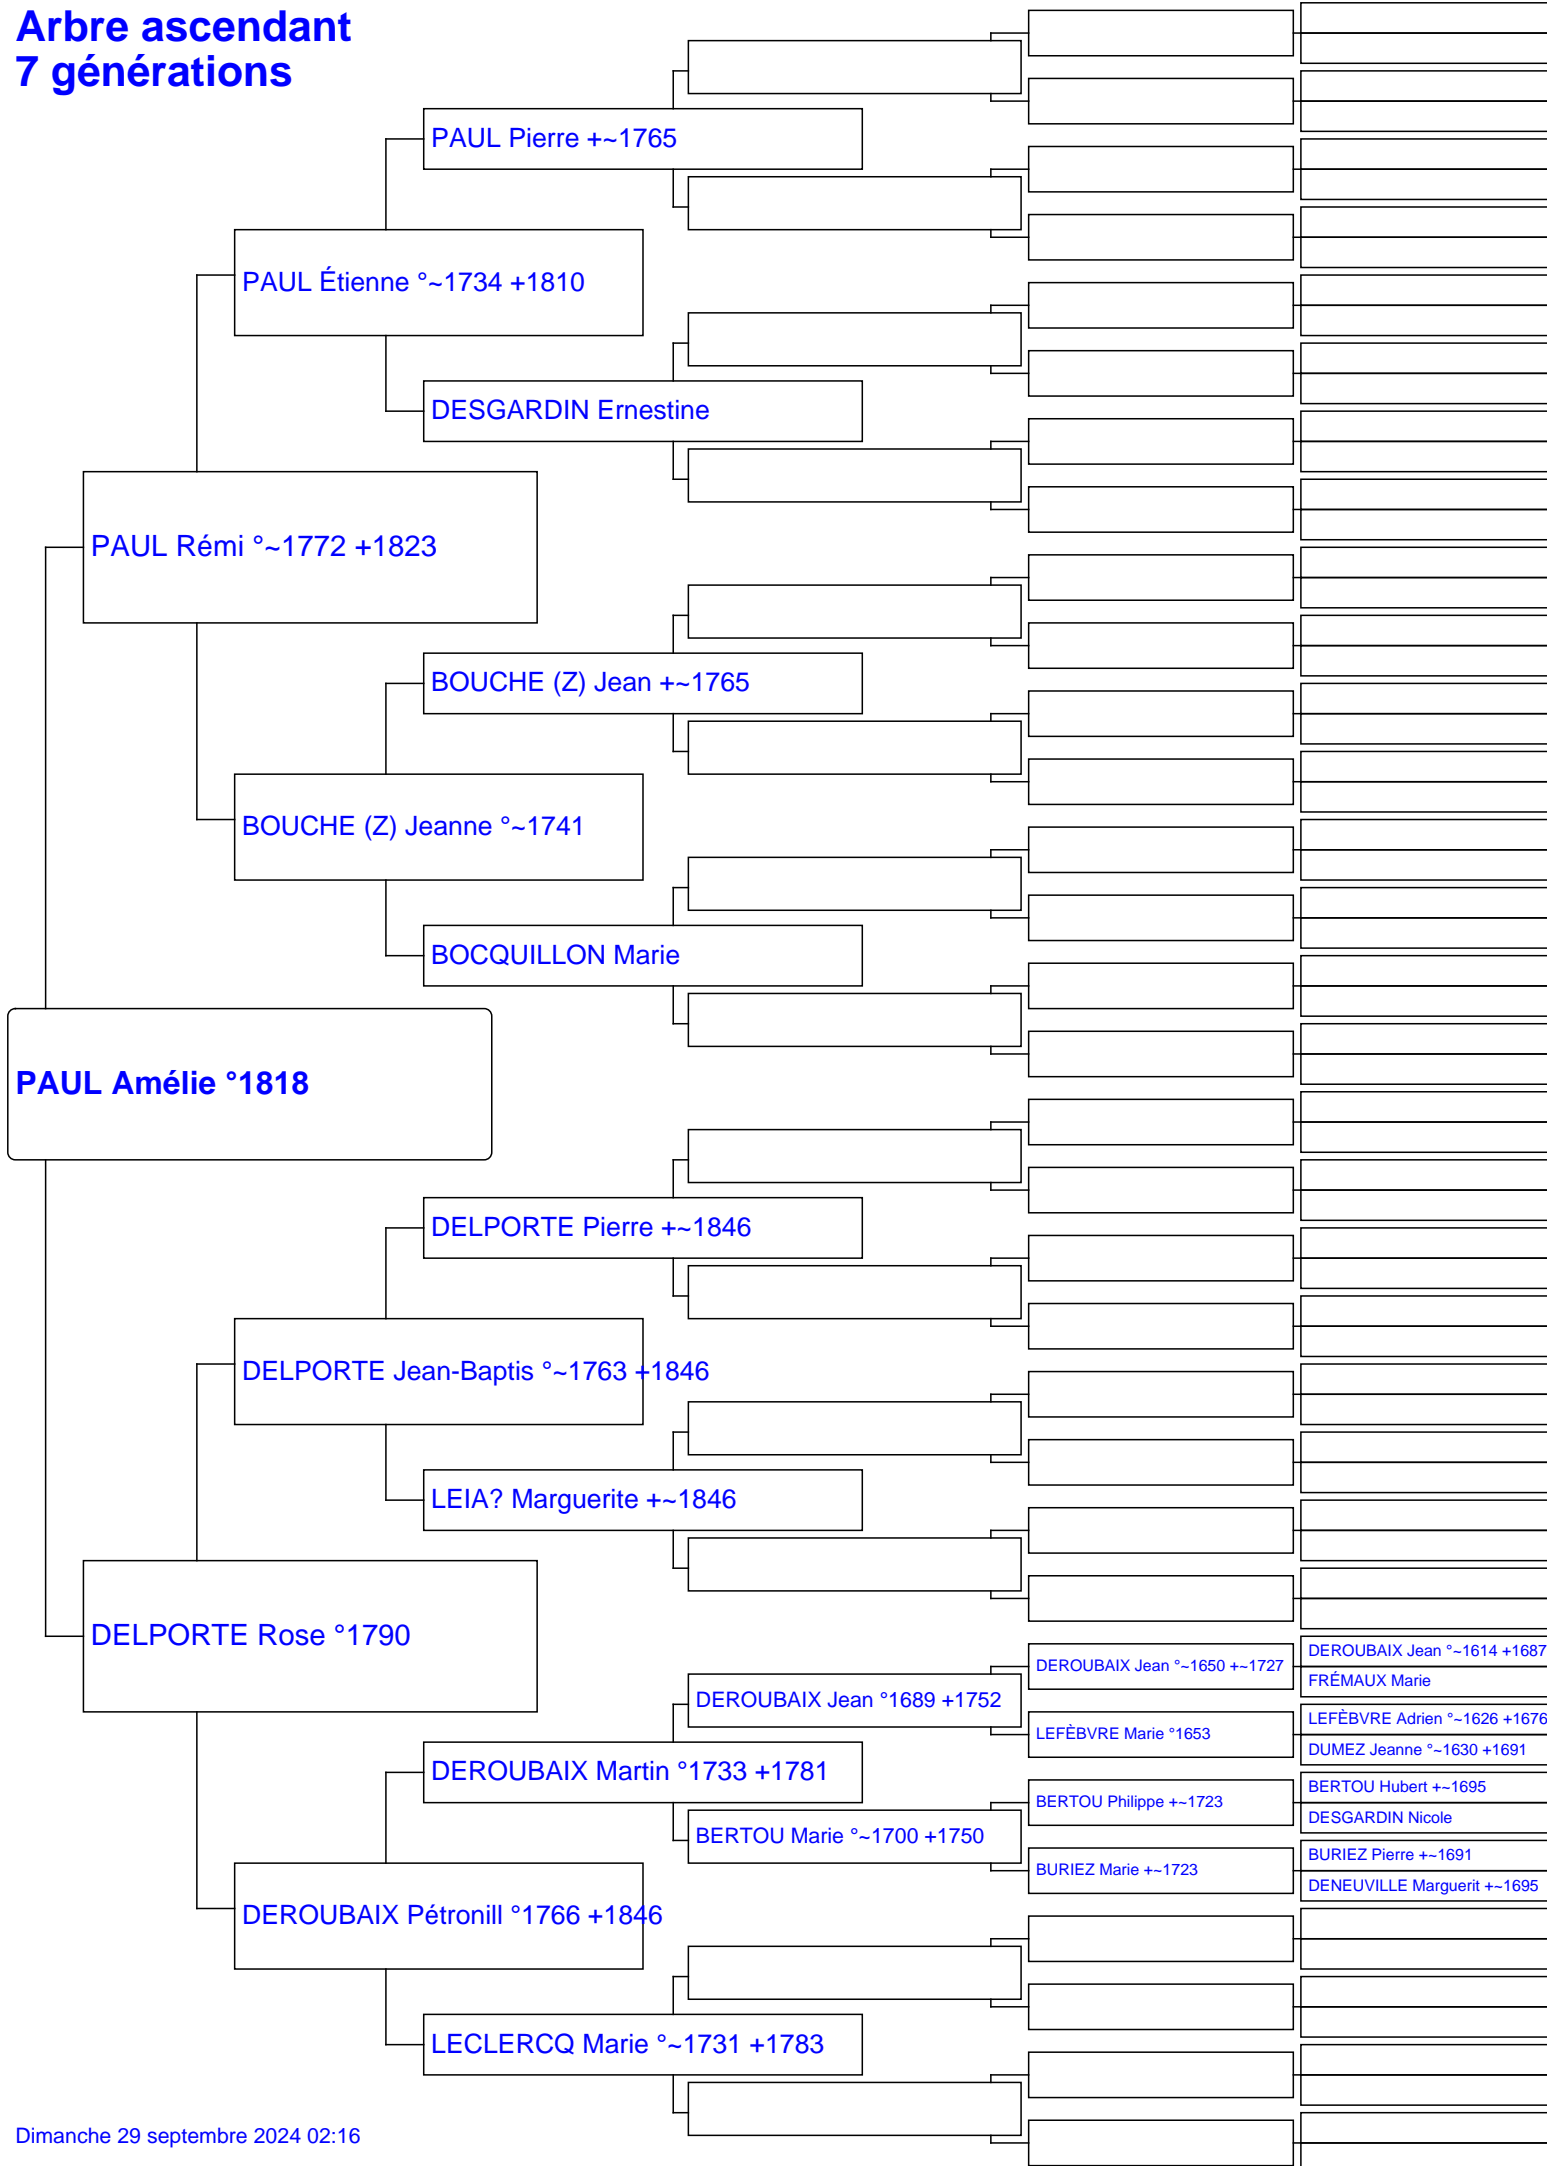 Arbre ascendant
7 générations
PAUL Pierre +~1765
PAUL Étienne °~1734 +1810
DESGARDIN Ernestine
PAUL Rémi °~1772 +1823
BOUCHE (Z) Jean +~1765
BOUCHE (Z) Jeanne °~1741
BOCQUILLON Marie
PAUL Amélie °1818
DELPORTE Pierre +~1846
DELPORTE Jean-Baptis °~1763 +1846
LEIA? Marguerite +~1846
DELPORTE Rose °1790
DEROUBAIX Jean °~1614 +1687
DEROUBAIX Jean °~1650 +~1727
FRÉMAUX Marie
DEROUBAIX Jean °1689 +1752
LEFÈBVRE Adrien °~1626 +1676
LEFÈBVRE Marie °1653
DUMEZ Jeanne °~1630 +1691
DEROUBAIX Martin °1733 +1781
BERTOU Hubert +~1695
BERTOU Philippe +~1723
DESGARDIN Nicole
BERTOU Marie °~1700 +1750
BURIEZ Pierre +~1691
BURIEZ Marie +~1723
DENEUVILLE Marguerit +~1695
DEROUBAIX Pétronill °1766 +1846
LECLERCQ Marie °~1731 +1783
Dimanche 29 septembre 2024 02:16